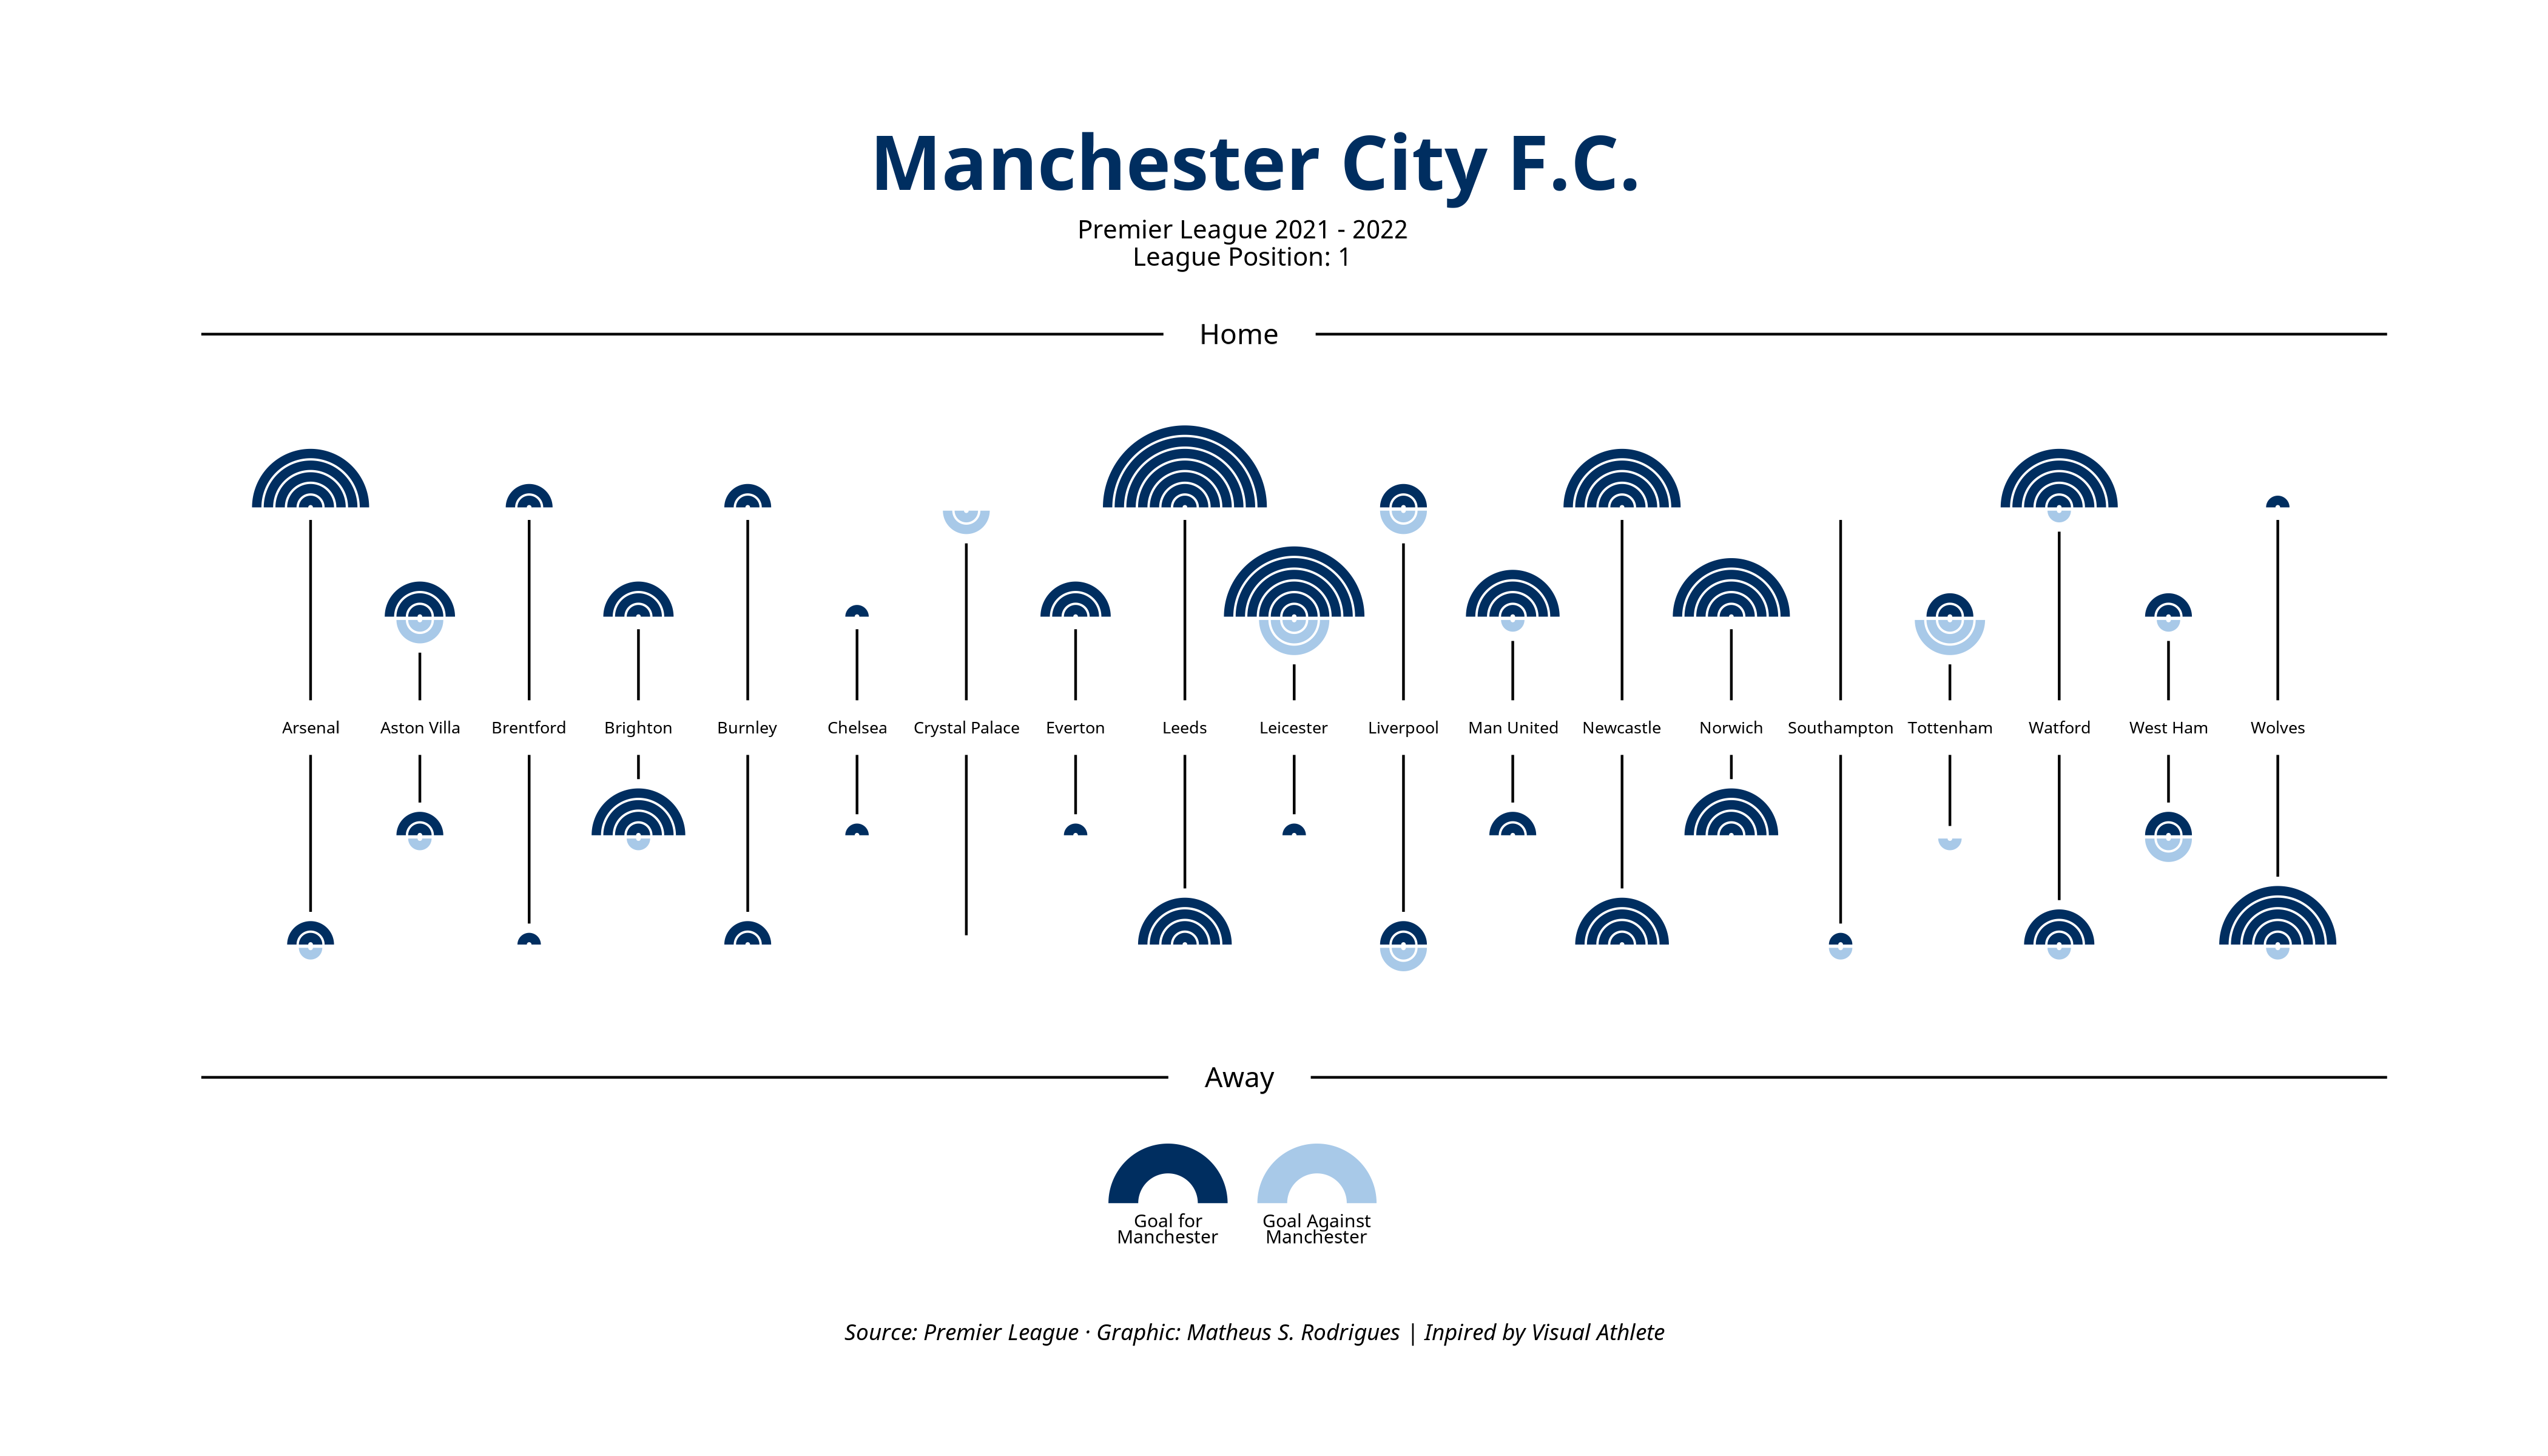 Manchester City F.C.
Premier League 2021 - 2022
League Position: 1
Home
Arsenal Aston Villa Brentford Brighton Burnley Chelsea Crystal Palace Everton Leeds Leicester Liverpool Man United Newcastle Norwich Southampton Tottenham Watford West Ham Wolves
Away
Goal for Goal Against
Manchester Manchester
Source: Premier League · Graphic: Matheus S. Rodrigues | Inpired by Visual Athlete